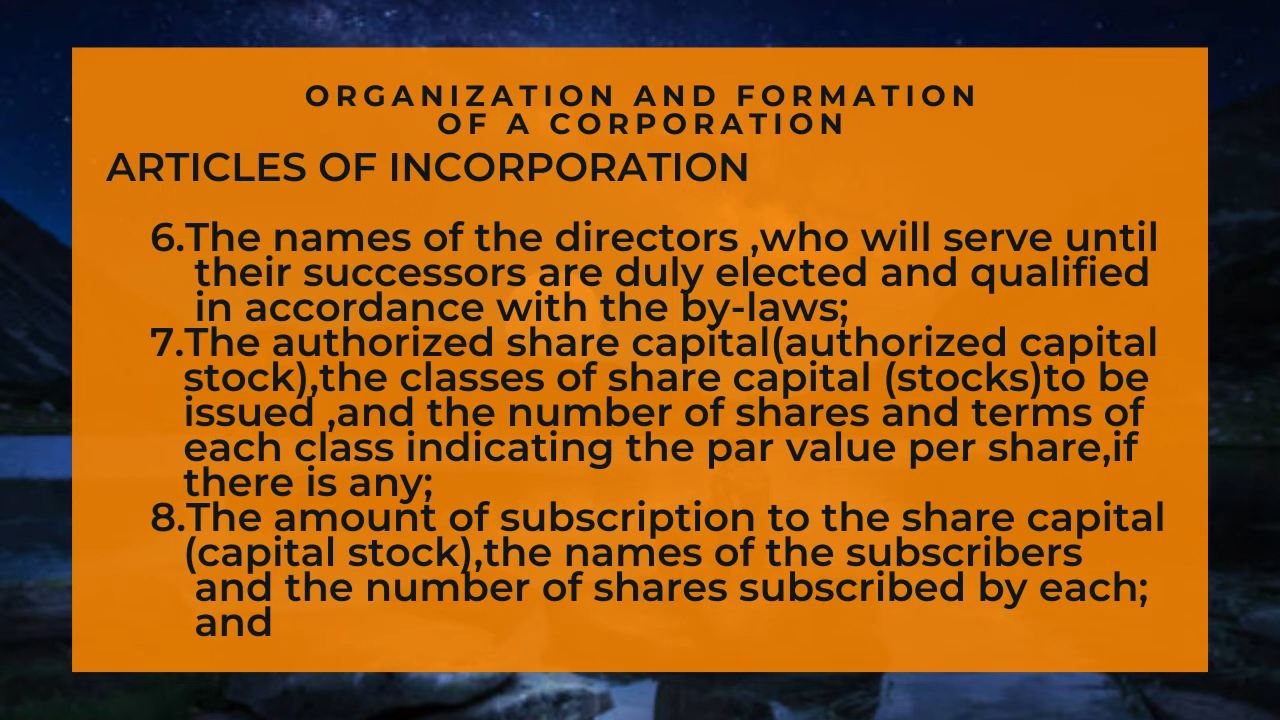 ORGANIZATION AND FORMATION
OF A CORPORATION
ARTICLES OF INCORPORATION
6.The names of the directors ,who will serve until
their successors are duly elected and qualified
in accordance with the by-laws;
7.The authorized share capital(authorized capital
stock),the classes of share capital (stocks)to be
issued ,and the number of shares and terms of
each class indicating the par value per share,if
there is any;
8.The amount of subscription to the share capital
(capital stock),the names of the subscribers
and the number of shares subscribed by each;
and